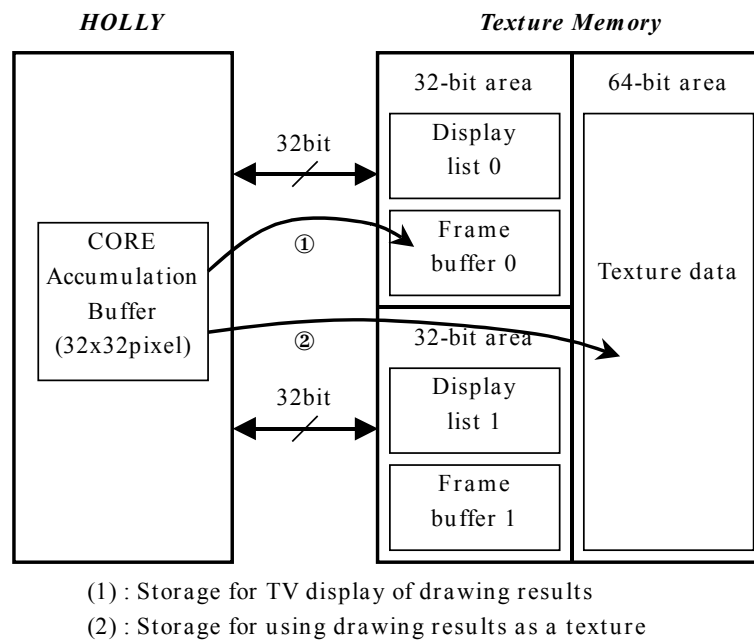 HOLLY
Texture Memory
32-bit area
64-bit area
32bit
Display
list 0
Frame
buffer 0
CORE
Accumulation
Buffer
(32x32pixel)
①
②
Texture data
32-bit area
32bit
Display
list 1
Frame
buffer 1
(1) : Storage for TV display of drawing results
(2) : Storage for using drawing results as a texture